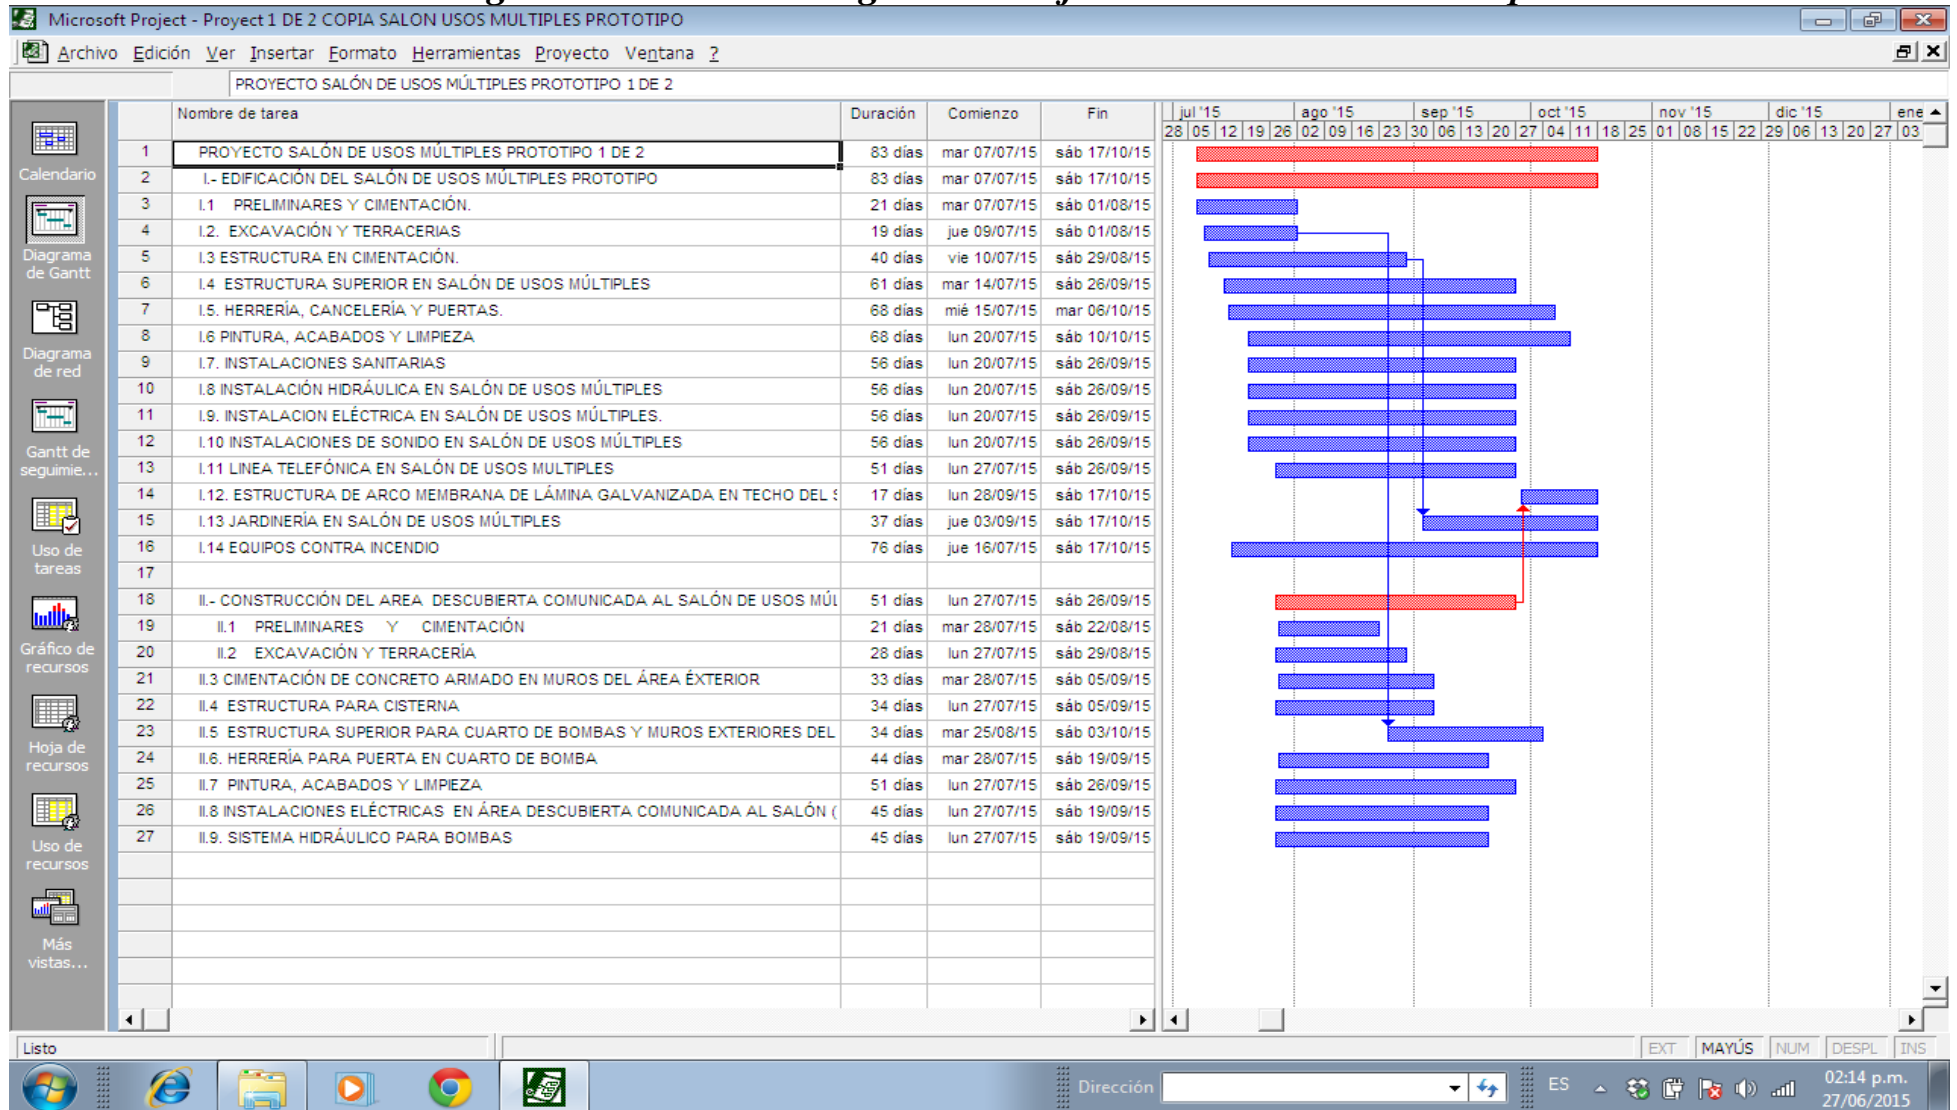 Microsoft Project - Proyect 1 DE 2 COPIA SALON USOS MULTIPLES PROTOTIPO
Archivo Edición Ver Insertar Formato Herramientas Proyecto Ventana ?
PROYECTO SALÓN DE USOS MÚLTIPLES PROTOTIPO 1 DE 2
Nombre de tarea Duración Comienzo Fin jul '15 ago '15 sep '15 oct '15 nov '15 dic '15 ene
28 05 12 19 26 02 09 16 23 30 06 13 20 27 04 11 18 25 01 08 15 22 29 06 13 20 27 03
1 PROYECTO SALÓN DE USOS MÚLTIPLES PROTOTIPO 1 DE 2 83 días mar 07/07/15 sáb 17/10/15
2 I.- EDIFICACIÓN DEL SALÓN DE USOS MÚLTIPLES PROTOTIPO 83 días mar 07/07/15 sáb 17/10/15
3 I.1 PRELIMINARES Y CIMENTACIÓN. 21 días mar 07/07/15 sáb 01/08/15
4 I.2. EXCAVACIÓN Y TERRACERIAS 19 días jue 09/07/15 sáb 01/08/15
5 I.3 ESTRUCTURA EN CIMENTACIÓN. 40 días vie 10/07/15 sáb 29/08/15
6 I.4 ESTRUCTURA SUPERIOR EN SALÓN DE USOS MÚLTIPLES 61 días mar 14/07/15 sáb 26/09/15
7 I.5. HERRERÍA, CANCELERÍA Y PUERTAS. 68 días mié 15/07/15 mar 06/10/15
8 I.6 PINTURA, ACABADOS Y LIMPIEZA 68 días lun 20/07/15 sáb 10/10/15
9 I.7. INSTALACIONES SANITARIAS 56 días lun 20/07/15 sáb 26/09/15
10 I.8 INSTALACIÓN HIDRÁULICA EN SALÓN DE USOS MÚLTIPLES 56 días lun 20/07/15 sáb 26/09/15
11 I.9. INSTALACION ELÉCTRICA EN SALÓN DE USOS MÚLTIPLES. 56 días lun 20/07/15 sáb 26/09/15
12 I.10 INSTALACIONES DE SONIDO EN SALÓN DE USOS MÚLTIPLES 56 días lun 20/07/15 sáb 26/09/15
13 I.11 LINEA TELEFÓNICA EN SALÓN DE USOS MULTIPLES 51 días lun 27/07/15 sáb 26/09/15
14 I.12. ESTRUCTURA DE ARCO MEMBRANA DE LÁMINA GALVANIZADA EN TECHO DEL 17 días lun 28/09/15 sáb 17/10/15
15 I.13 JARDINERÍA EN SALÓN DE USOS MÚLTIPLES 37 días jue 03/09/15 sáb 17/10/15
16 I.14 EQUIPOS CONTRA INCENDIO 76 días jue 16/07/15 sáb 17/10/15
17
18 II.- CONSTRUCCIÓN DEL AREA DESCUBIERTA COMUNICADA AL SALÓN DE USOS MÚL 51 días lun 27/07/15 sáb 26/09/15
19 II.1 PRELIMINARES Y CIMENTACIÓN 21 días mar 28/07/15 sáb 22/08/15
20 II.2 EXCAVACIÓN Y TERRACERÍA 28 días lun 27/07/15 sáb 29/08/15
21 II.3 CIMENTACIÓN DE CONCRETO ARMADO EN MUROS DEL ÁREA ÉXTERIOR 33 días mar 28/07/15 sáb 05/09/15
22 II.4 ESTRUCTURA PARA CISTERNA 34 días lun 27/07/15 sáb 05/09/15
23 II.5 ESTRUCTURA SUPERIOR PARA CUARTO DE BOMBAS Y MUROS EXTERIORES DEL 34 días mar 25/08/15 sáb 03/10/15
24 II.6. HERRERÍA PARA PUERTA EN CUARTO DE BOMBA 44 días mar 28/07/15 sáb 19/09/15
25 II.7 PINTURA, ACABADOS Y LIMPIEZA 51 días lun 27/07/15 sáb 26/09/15
26 II.8 INSTALACIONES ELÉCTRICAS EN ÁREA DESCUBIERTA COMUNICADA AL SALÓN ( 45 días lun 27/07/15 sáb 19/09/15
27 II.9. SISTEMA HIDRÁULICO PARA BOMBAS 45 días lun 27/07/15 sáb 19/09/15
Calendario
Diagrama
de Gantt
Diagrama
de red
Gantt de
seguimie...
Uso de
tareas
Gráfico de
recursos
Hoja de
recursos
Uso de
recursos
Más
vistas...
Listo EXT MAYÚS NUM DESPL INS
Dirección ES 02:14 p.m.
27/06/2015